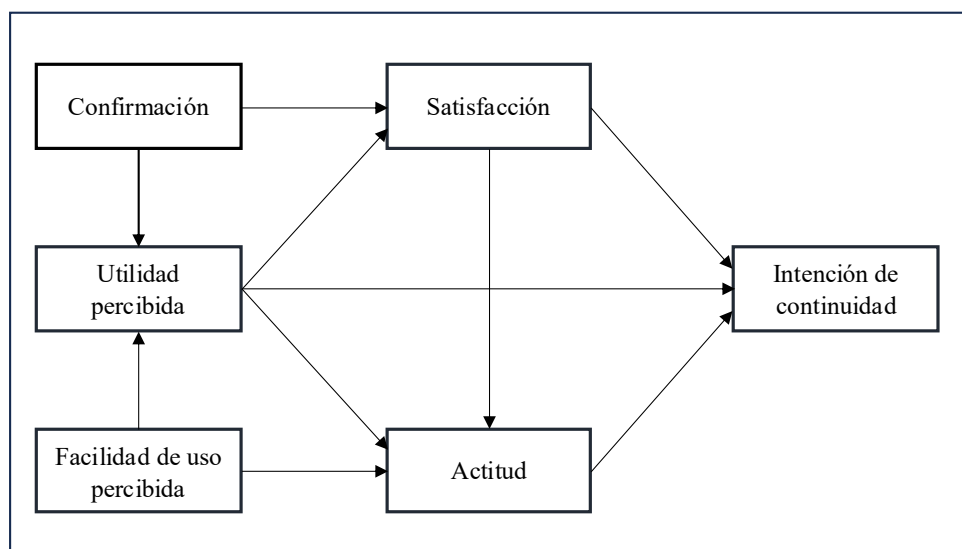 Confirmación
Satisfacción
Utilidad
percibida
Intención de
continuidad
Facilidad de uso
percibida
Actitud